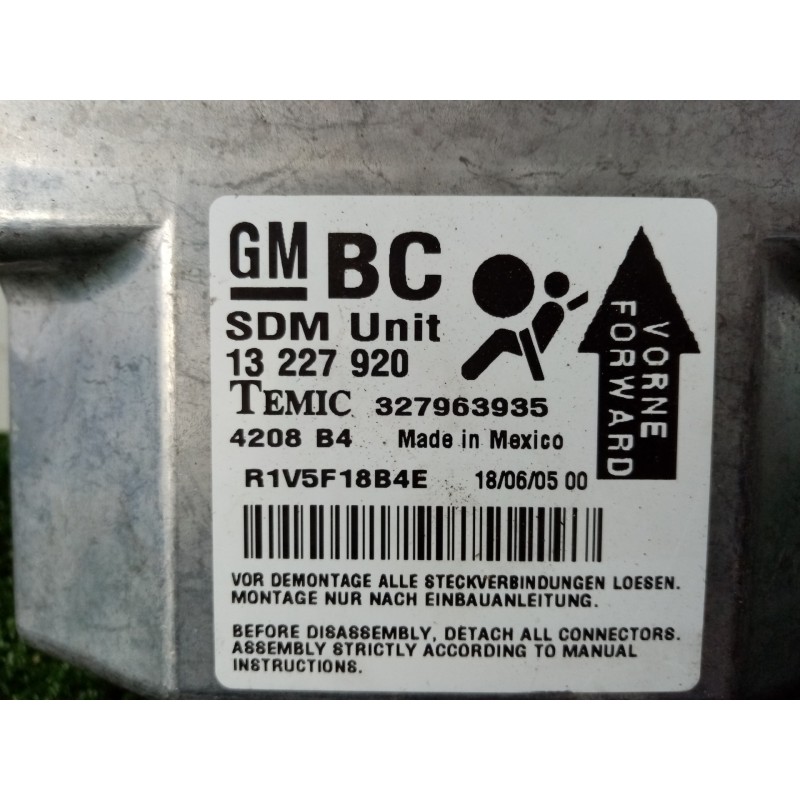 GM BC
SDM Unit
13 227 920
TEMIC 327963935
4208 B4 Made in Mexico
R1V5F18B4E 18/06/05 00
VORNE
FORWARD
VOR DEMONTAGE ALLE STECKVERBINDUNGEN LOESEN.
MONTAGE NUR NACH EINBAUANLEITUNG.
BEFORE DISASSEMBLY, DETACH ALL CONNECTORS.
ASSEMBLY STRICTLY ACCORDING TO MANUAL
INSTRUCTIONS.